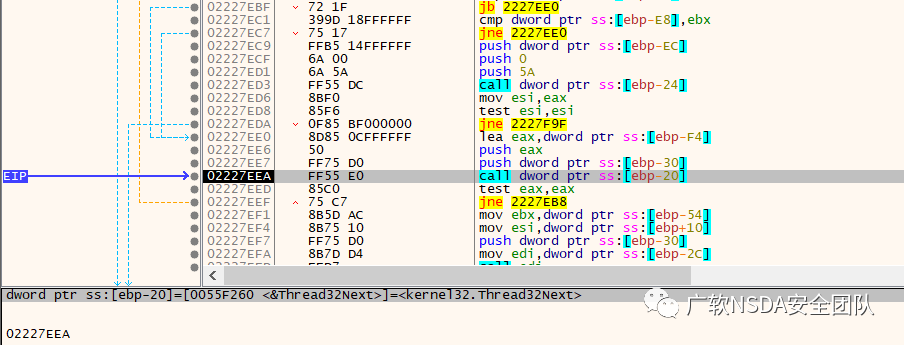 02227EBF 72 1F jb 2227EE0
02227EC1 399D 18FFFFFF cmp dword ptr ss:[ebp-E8],ebx
02227EC7 75 17 jne 2227EE0
02227EC9 FFB5 14FFFFFF push dword ptr ss:[ebp-EC]
02227ECF 6A 00 push 0
02227ED1 6A 5A push 5A
02227ED3 FF55 DC call dword ptr ss:[ebp-24]
02227ED6 8BF0 mov esi,eax
02227ED8 85F6 test esi,esi
02227EDA 0F85 BF000000 jne 2227F9F
02227EE0 8D85 0CFFFFFF lea eax,dword ptr ss:[ebp-F4]
02227EE6 50 push eax
02227EE7 FF75 D0 push dword ptr ss:[ebp-30]
EIP 02227EEA FF55 E0 call dword ptr ss:[ebp-20]
02227EED 85C0 test eax,eax
02227EEF 75 C7 jne 2227EB8
02227EF1 8B5D AC mov ebx,dword ptr ss:[ebp-54]
02227EF4 8B75 10 mov esi,dword ptr ss:[ebp+10]
02227EF7 FF75 D0 push dword ptr ss:[ebp-30]
02227EFA 8B7D D4 mov edi,dword ptr ss:[ebp-2C]
dword ptr ss:[ebp-20]=[0055F260 <&Thread32Next>]=<kernel32.Thread32Next>
广软NSDA安全团队
02227EEA